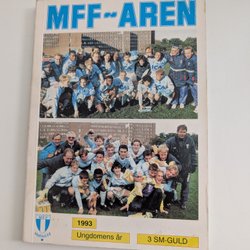 MFF~AREN
1993
Ungdomens år
3 SM-GULD